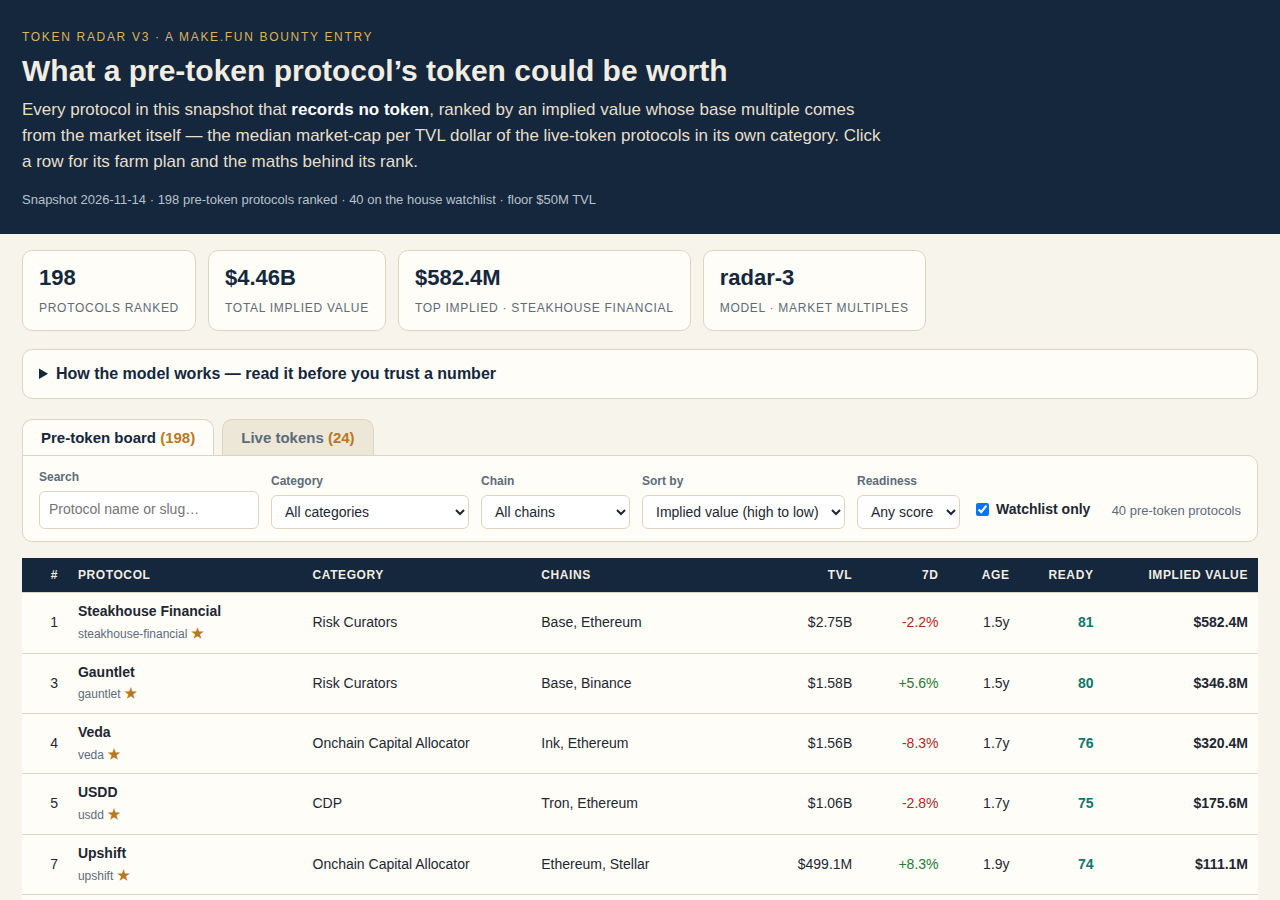 TOKEN RADAR V3 · A MAKE.FUN BOUNTY ENTRY
What a pre-token protocol’s token could be worth
Every protocol in this snapshot that records no token, ranked by an implied value whose base multiple comes
from the market itself — the median market-cap per TVL dollar of the live-token protocols in its own category. Click
a row for its farm plan and the maths behind its rank.
Snapshot 2026-11-14 · 198 pre-token protocols ranked · 40 on the house watchlist · floor $50M TVL
198
PROTOCOLS RANKED
$4.46B
TOTAL IMPLIED VALUE
$582.4M
TOP IMPLIED · STEAKHOUSE FINANCIAL
radar-3
MODEL · MARKET MULTIPLES
▶ How the model works — read it before you trust a number
Pre-token board (198)
Live tokens (24)
Search
Protocol name or slug…
Category
All categories
Chain
All chains
Sort by
Implied value (high to low)
Readiness
Any score
Watchlist only
40 pre-token protocols
# PROTOCOL CATEGORY CHAINS TVL 7D AGE READY IMPLIED VALUE
1 Steakhouse Financial Risk Curators Base, Ethereum $2.75B -2.2% 1.5y 81 $582.4M
steakhouse-financial ★
3 Gauntlet Risk Curators Base, Binance $1.58B +5.6% 1.5y 80 $346.8M
gauntlet ★
4 Veda Onchain Capital Allocator Ink, Ethereum $1.56B -8.3% 1.7y 76 $320.4M
veda ★
5 USDD CDP Tron, Ethereum $1.06B -2.8% 1.7y 75 $175.6M
usdd ★
7 Upshift Onchain Capital Allocator Ethereum, Stellar $499.1M +8.3% 1.9y 74 $111.1M
upshift ★